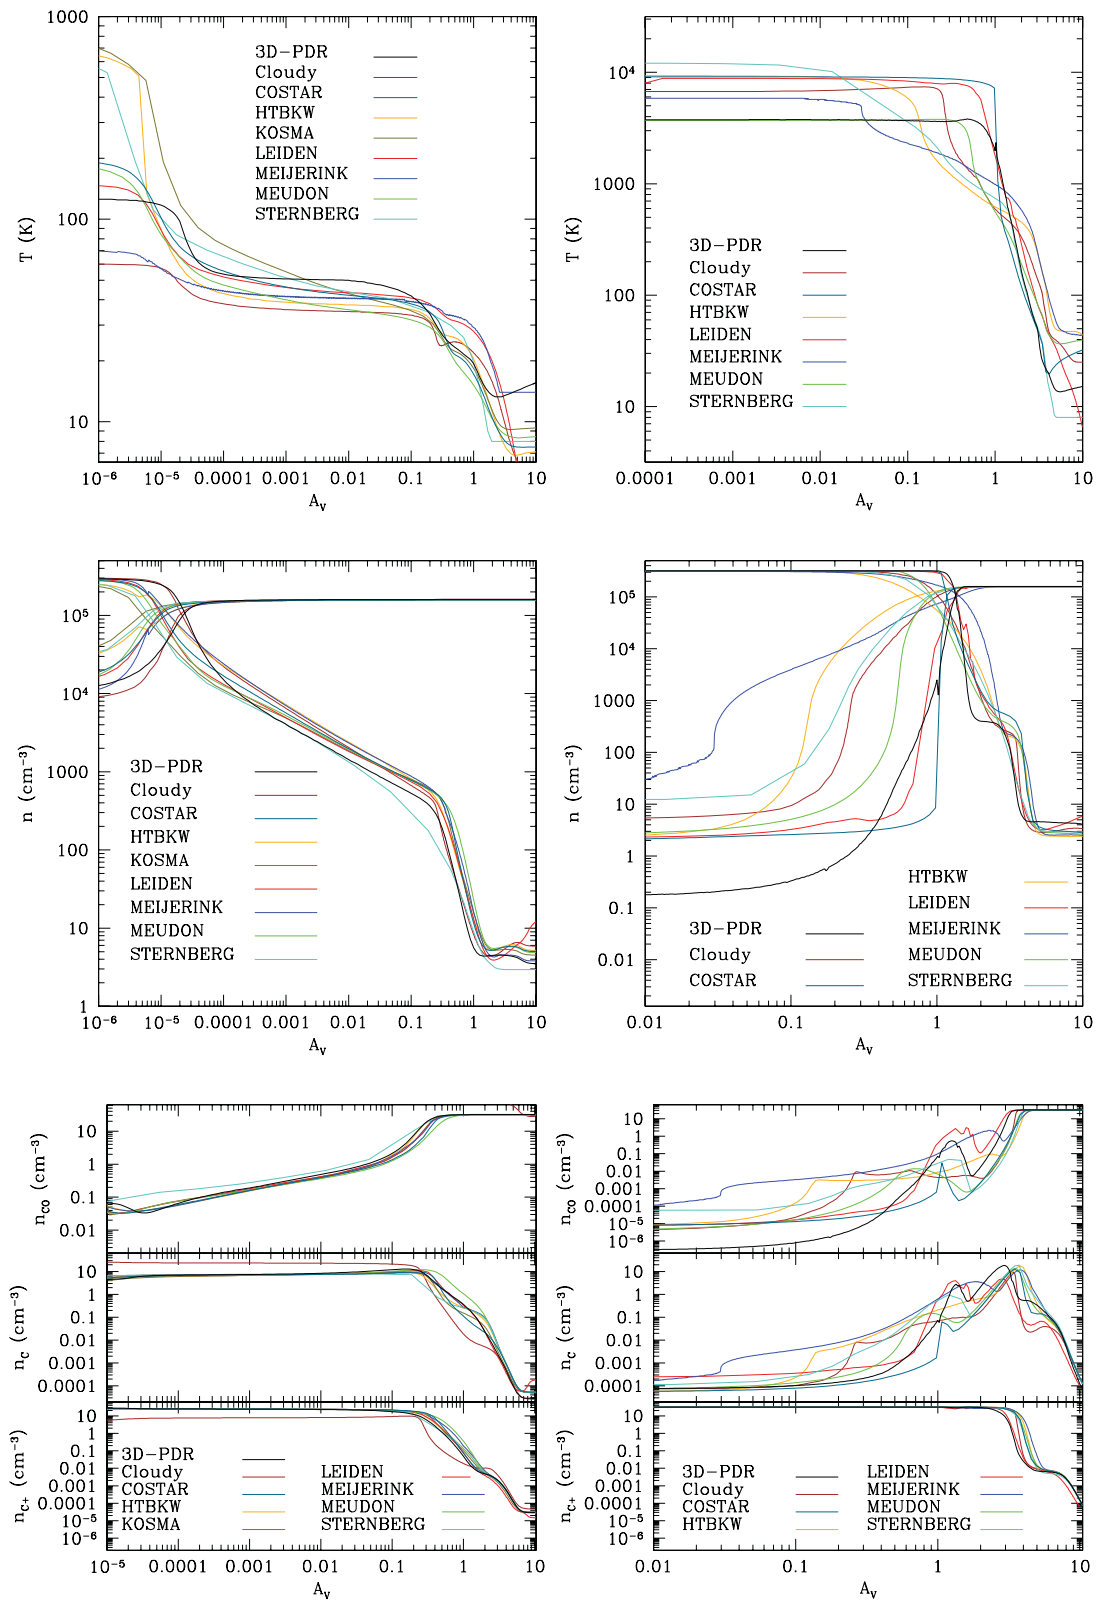 1000
100
10
T (K)
3D-PDR
Cloudy
COSTAR
HTBKW
KOSMA
LEIDEN
MEIJERINK
MEUDON
STERNBERG
10⁻⁶ 10⁻⁵ 0.0001 0.001 0.01 0.1 1 10
A_V
10⁴
1000
100
10
T (K)
3D-PDR
Cloudy
COSTAR
HTBKW
LEIDEN
MEIJERINK
MEUDON
STERNBERG
0.0001 0.001 0.01 0.1 1 10
A_V
10⁵
10⁴
1000
100
10
1
n (cm⁻³)
3D-PDR
Cloudy
COSTAR
HTBKW
KOSMA
LEIDEN
MEIJERINK
MEUDON
STERNBERG
10⁻⁶ 10⁻⁵ 0.0001 0.001 0.01 0.1 1 10
A_V
10⁵
10⁴
1000
100
10
1
0.1
0.01
n (cm⁻³)
3D-PDR
Cloudy
COSTAR
HTBKW
LEIDEN
MEIJERINK
MEUDON
STERNBERG
0.01 0.1 1 10
A_V
10
1
0.1
0.01
n_CO (cm⁻³)
10
1
0.1
0.01
0.001
0.0001
n_C (cm⁻³)
10
1
0.1
0.01
0.001
0.0001
10⁻⁵
10⁻⁶
n_C+ (cm⁻³)
3D-PDR
Cloudy LEIDEN
COSTAR MEIJERINK
HTBKW MEUDON
KOSMA STERNBERG
10⁻⁵ 0.0001 0.001 0.01 0.1 1 10
A_V
10
1
0.1
0.01
0.001
0.0001
10⁻⁵
10⁻⁶
n_CO (cm⁻³)
10
1
0.1
0.01
0.001
0.0001
n_C (cm⁻³)
10
1
0.1
0.01
0.001
0.0001
10⁻⁵
10⁻⁶
n_C+ (cm⁻³)
3D-PDR LEIDEN
Cloudy MEIJERINK
COSTAR MEUDON
HTBKW STERNBERG
0.01 0.1 1 10
A_V